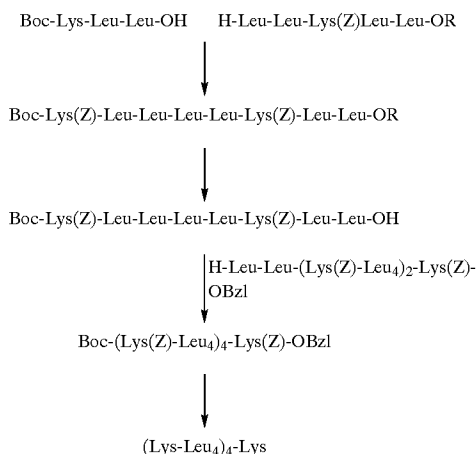 Boc-Lys-Leu-Leu-OH H-Leu-Leu-Lys(Z)Leu-Leu-OR
Boc-Lys(Z)-Leu-Leu-Leu-Leu-Lys(Z)-Leu-Leu-OR
Boc-Lys(Z)-Leu-Leu-Leu-Leu-Lys(Z)-Leu-Leu-OH
H-Leu-Leu-(Lys(Z)-Leu₄)₂-Lys(Z)-
OBzl
Boc-(Lys(Z)-Leu₄)₄-Lys(Z)-OBzl
(Lys-Leu₄)₄-Lys